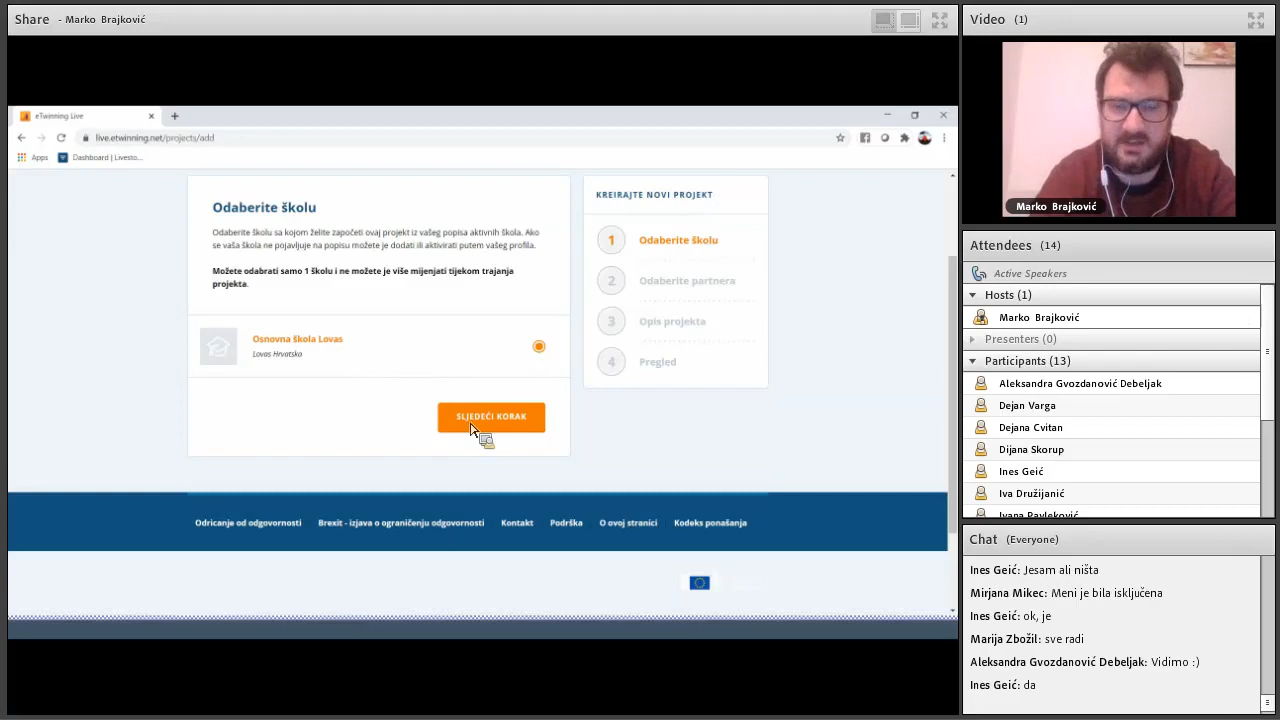 Share - Marko Brajković
eTwinning Live
live.etwinning.net/projects/add
Apps
Dashboard | Livesto...
Odaberite školu
Odaberite školu sa kojom želite započeti ovaj projekt iz vašeg popisa aktivnih škola. Ako
se vaša škola ne pojavljuje na popisu možete je dodati ili aktivirati putem vašeg profila.
Možete odabrati samo 1 školu i ne možete je više mijenjati tijekom trajanja
projekta.
Osnovna škola Lovas
Lovas Hrvatska
SLJEDEĆI KORAK
KREIRAJTE NOVI PROJEKT
1 Odaberite školu
2 Odaberite partnera
3 Opis projekta
4 Pregled
Odricanje od odgovornosti Brexit - izjava o ograničenju odgovornosti Kontakt Podrška O ovoj stranici Kodeks ponašanja
Video (1)
Marko Brajković
Attendees (14)
Active Speakers
Hosts (1)
Marko Brajković
Presenters (0)
Participants (13)
Aleksandra Gvozdanović Debeljak
Dejan Varga
Dejana Cvitan
Dijana Skorup
Ines Geić
Iva Družijanić
Ivana Pavleković
Chat (Everyone)
Ines Geić: Jesam ali ništa
Mirjana Mikec: Meni je bila isključena
Ines Geić: ok, je
Marija Zbožil: sve radi
Aleksandra Gvozdanović Debeljak: Vidimo :)
Ines Geić: da